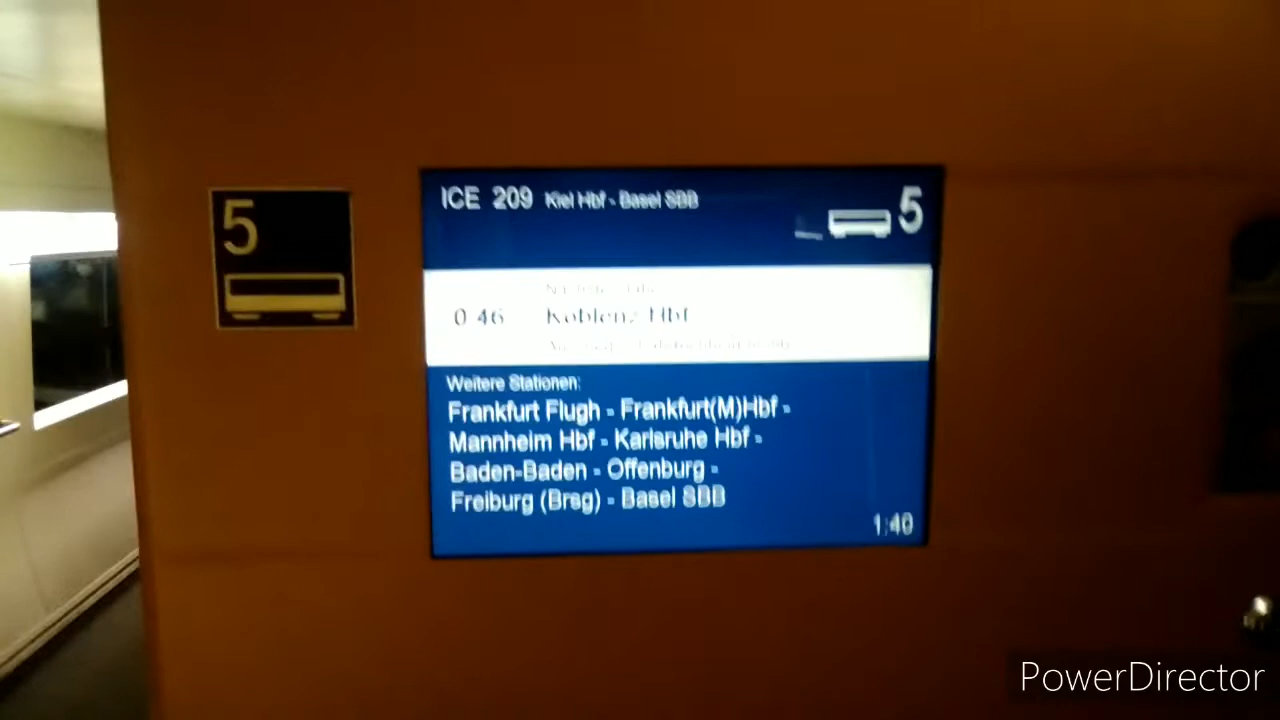 5
ICE 209 Kiel Hbf - Basel SBB
5
0 46 Koblenz Hbf
Weitere Stationen:
Frankfurt Flugh - Frankfurt(M)Hbf -
Mannheim Hbf - Karlsruhe Hbf -
Baden-Baden - Offenburg -
Freiburg (Brsg) - Basel SBB
1:40
PowerDirector